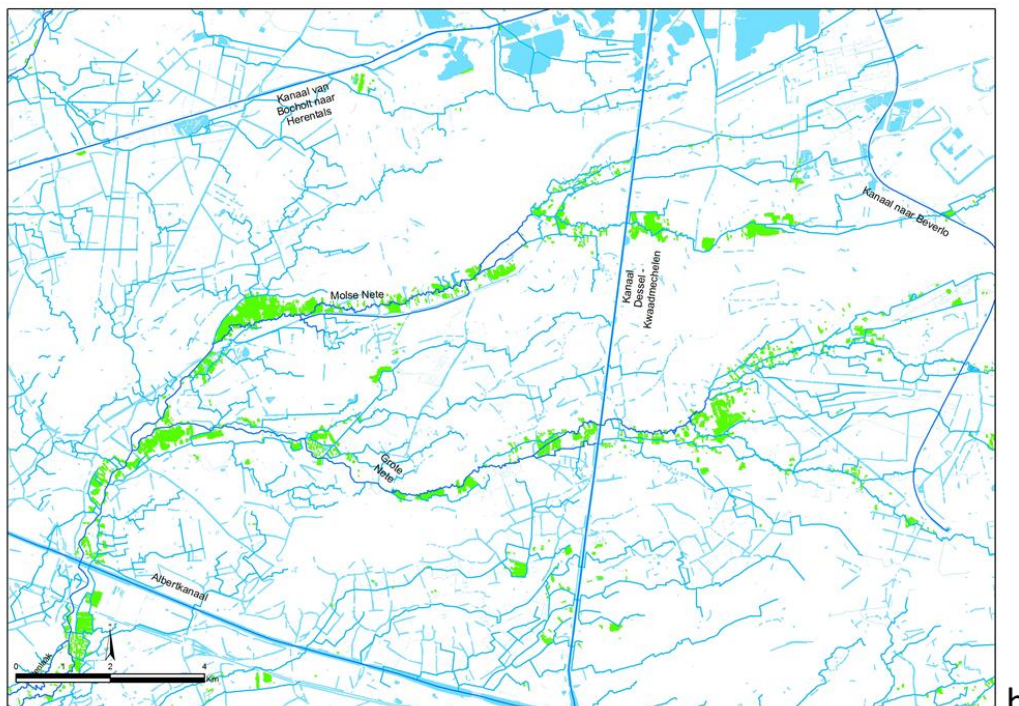 Kanaal van
Bocholt naar
Herentals
Kanaal naar Beverlo
Kanaal
Dessel -
Kwaadmechelen
Molse Nete
Grote
Nete
Albertkanaal
0 1 2 4
Km
b